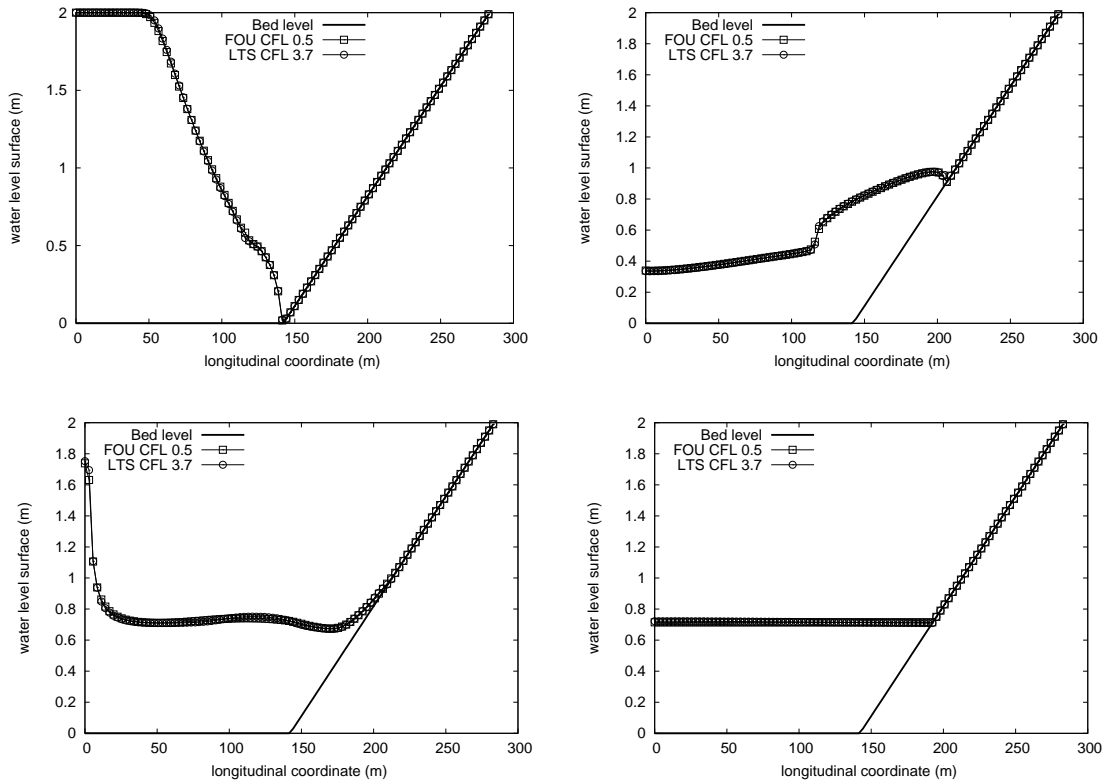 2
1.5
1
0.5
0
0 50 100 150 200 250 300
water level surface (m)
longitudinal coordinate (m)
Bed level
FOU CFL 0.5
LTS CFL 3.7
2
1.8
1.6
1.4
1.2
1
0.8
0.6
0.4
0.2
0
0 50 100 150 200 250 300
water level surface (m)
longitudinal coordinate (m)
Bed level
FOU CFL 0.5
LTS CFL 3.7
2
1.8
1.6
1.4
1.2
1
0.8
0.6
0.4
0.2
0
0 50 100 150 200 250 300
water level surface (m)
longitudinal coordinate (m)
Bed level
FOU CFL 0.5
LTS CFL 3.7
2
1.8
1.6
1.4
1.2
1
0.8
0.6
0.4
0.2
0
0 50 100 150 200 250 300
water level surface (m)
longitudinal coordinate (m)
Bed level
FOU CFL 0.5
LTS CFL 3.7